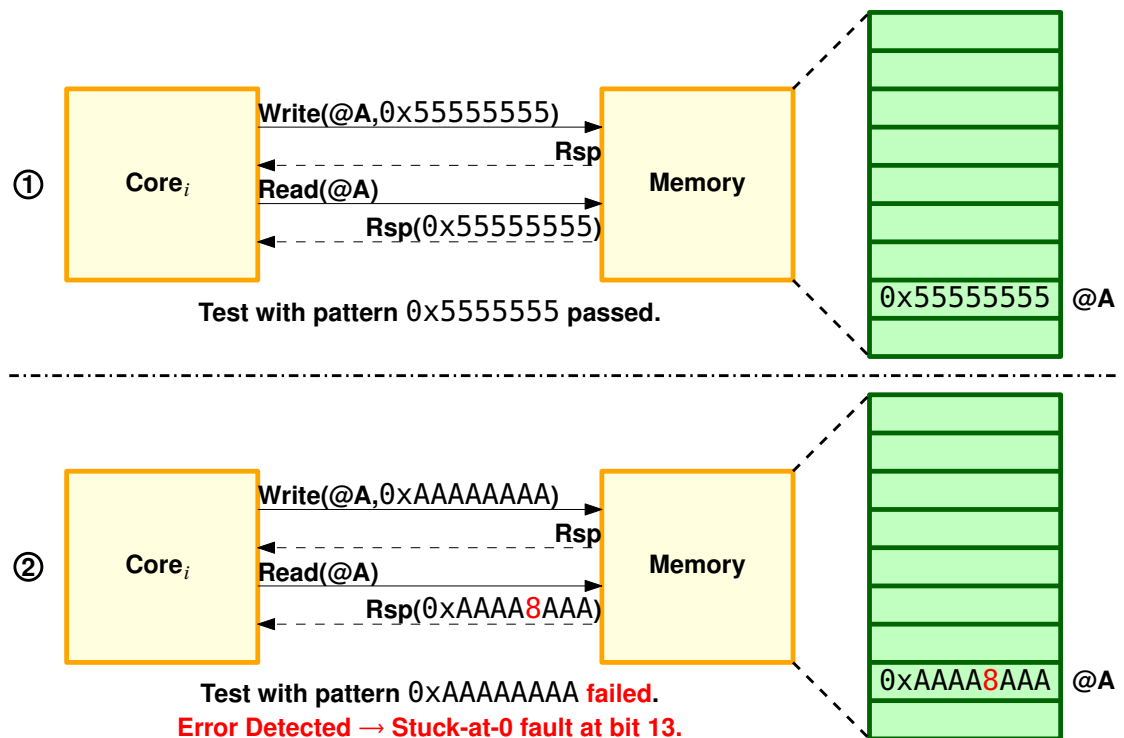 ①
Core_i
Write(@A,0x55555555)
Rsp
Read(@A)
Rsp(0x55555555)
Memory
0x55555555
@A
Test with pattern 0x5555555 passed.
②
Core_i
Write(@A,0xAAAAAAAA)
Rsp
Read(@A)
Rsp(0xAAAA8AAA)
Memory
0xAAAA8AAA
@A
Test with pattern 0xAAAAAAAA failed.
Error Detected → Stuck-at-0 fault at bit 13.